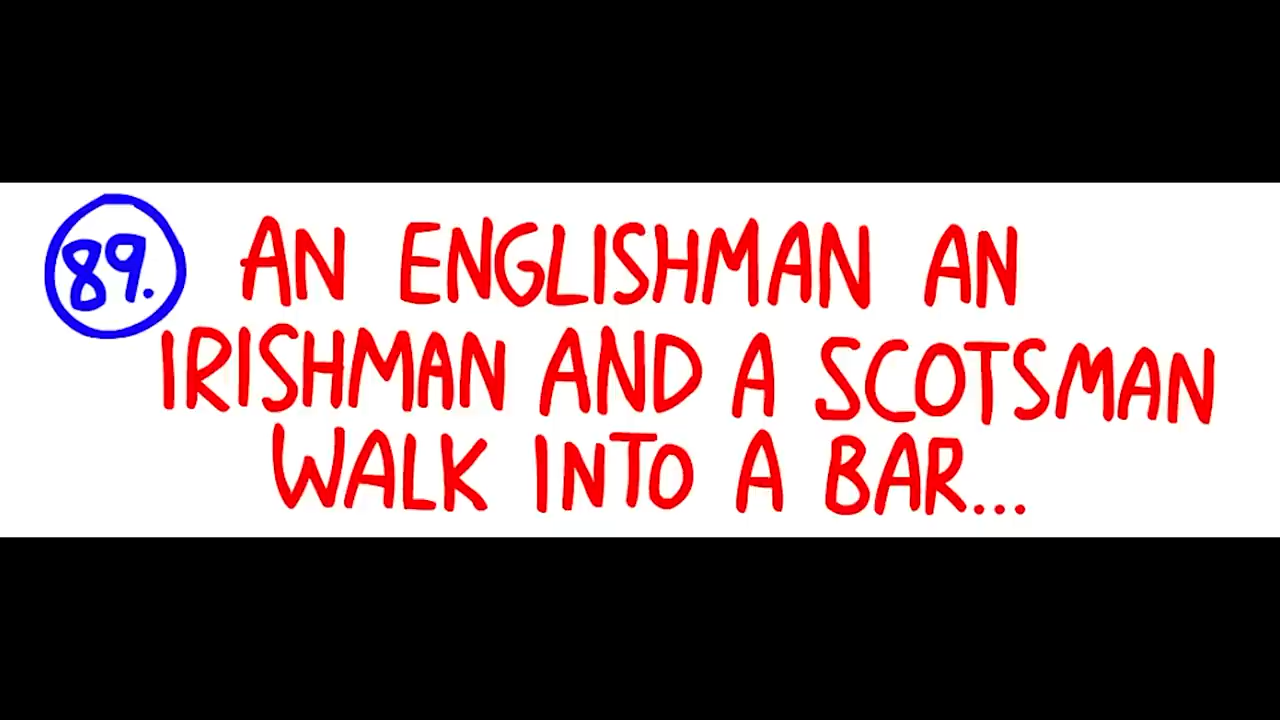 89. AN ENGLISHMAN AN
IRISHMAN AND A SCOTSMAN
WALK INTO A BAR...